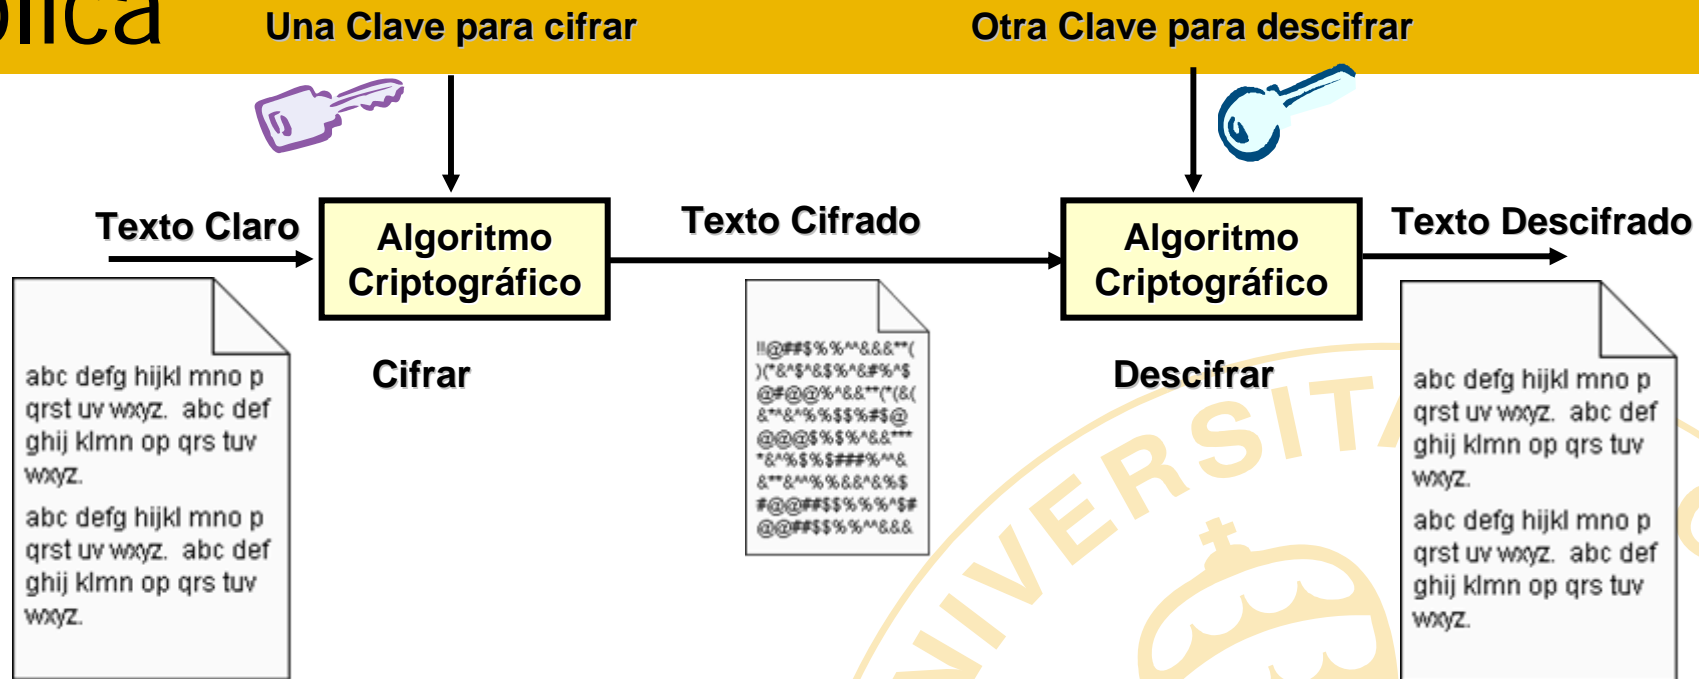 blica
Una Clave para cifrar
Otra Clave para descifrar
Texto Claro
Algoritmo
Criptográfico
Texto Cifrado
Algoritmo
Criptográfico
Texto Descifrado
Cifrar
Descifrar
abc defg hijkl mno p
qrst uv wxyz. abc def
ghij klmn op qrs tuv
wxyz.
abc defg hijkl mno p
qrst uv wxyz. abc def
ghij klmn op qrs tuv
wxyz.
!!@##$%%^^&&&**(
)(*&^$^&$%^&#%^$
@#@@%^&&**(*(&(
&*^&^%%$$%#$@
@@@$%$%^&&***
*&^%$%$###%^^&
&**&^^%%&&^&%$
#@@##$$%%%^$#
@@##$$%%^^&&&
abc defg hijkl mno p
qrst uv wxyz. abc def
ghij klmn op qrs tuv
wxyz.
abc defg hijkl mno p
qrst uv wxyz. abc def
ghij klmn op qrs tuv
wxyz.